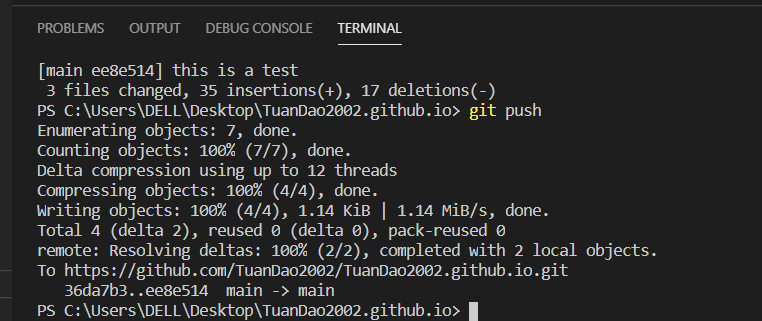 PROBLEMS OUTPUT DEBUG CONSOLE TERMINAL
[main ee8e514] this is a test
 3 files changed, 35 insertions(+), 17 deletions(-)
PS C:\Users\DELL\Desktop\TuanDao2002.github.io> git push
Enumerating objects: 7, done.
Counting objects: 100% (7/7), done.
Delta compression using up to 12 threads
Compressing objects: 100% (4/4), done.
Writing objects: 100% (4/4), 1.14 KiB | 1.14 MiB/s, done.
Total 4 (delta 2), reused 0 (delta 0), pack-reused 0
remote: Resolving deltas: 100% (2/2), completed with 2 local objects.
To https://github.com/TuanDao2002/TuanDao2002.github.io.git
   36da7b3..ee8e514  main -> main
PS C:\Users\DELL\Desktop\TuanDao2002.github.io>